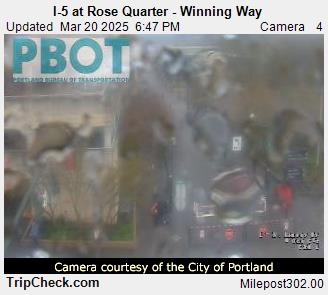 I-5 at Rose Quarter - Winning Way
Updated Mar 20 2025 6:47 PM Camera 4
PBOT
PORTLAND BUREAU OF TRANSPORTATION
Camera courtesy of the City of Portland
TripCheck.com Milepost302.00